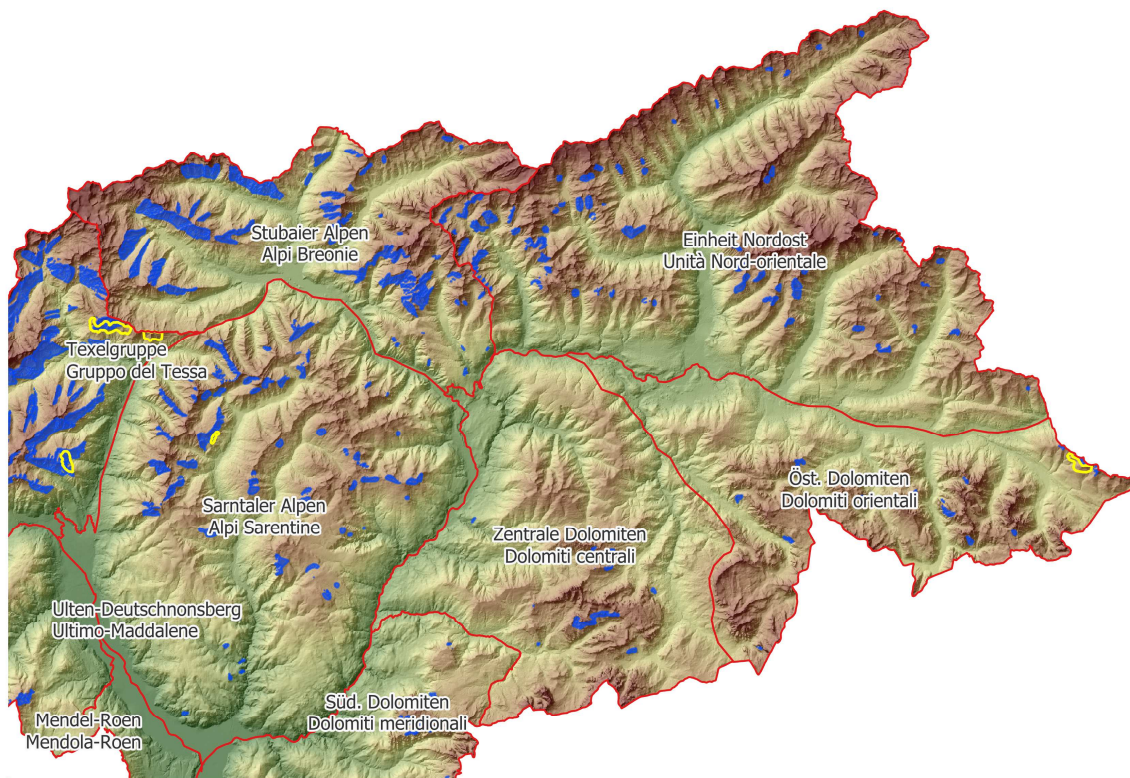 Stubaier Alpen
Alpi Breonie
Einheit Nordost
Unità Nord-orientale
Texelgruppe
Gruppo del Tessa
Sarntaler Alpen
Alpi Sarentine
Öst. Dolomiten
Dolomiti orientali
Zentrale Dolomiten
Dolomiti centrali
Ulten-Deutschnonsberg
Ultimo-Maddalene
Süd. Dolomiten
Dolomiti meridionali
Mendel-Roen
Mendola-Roen